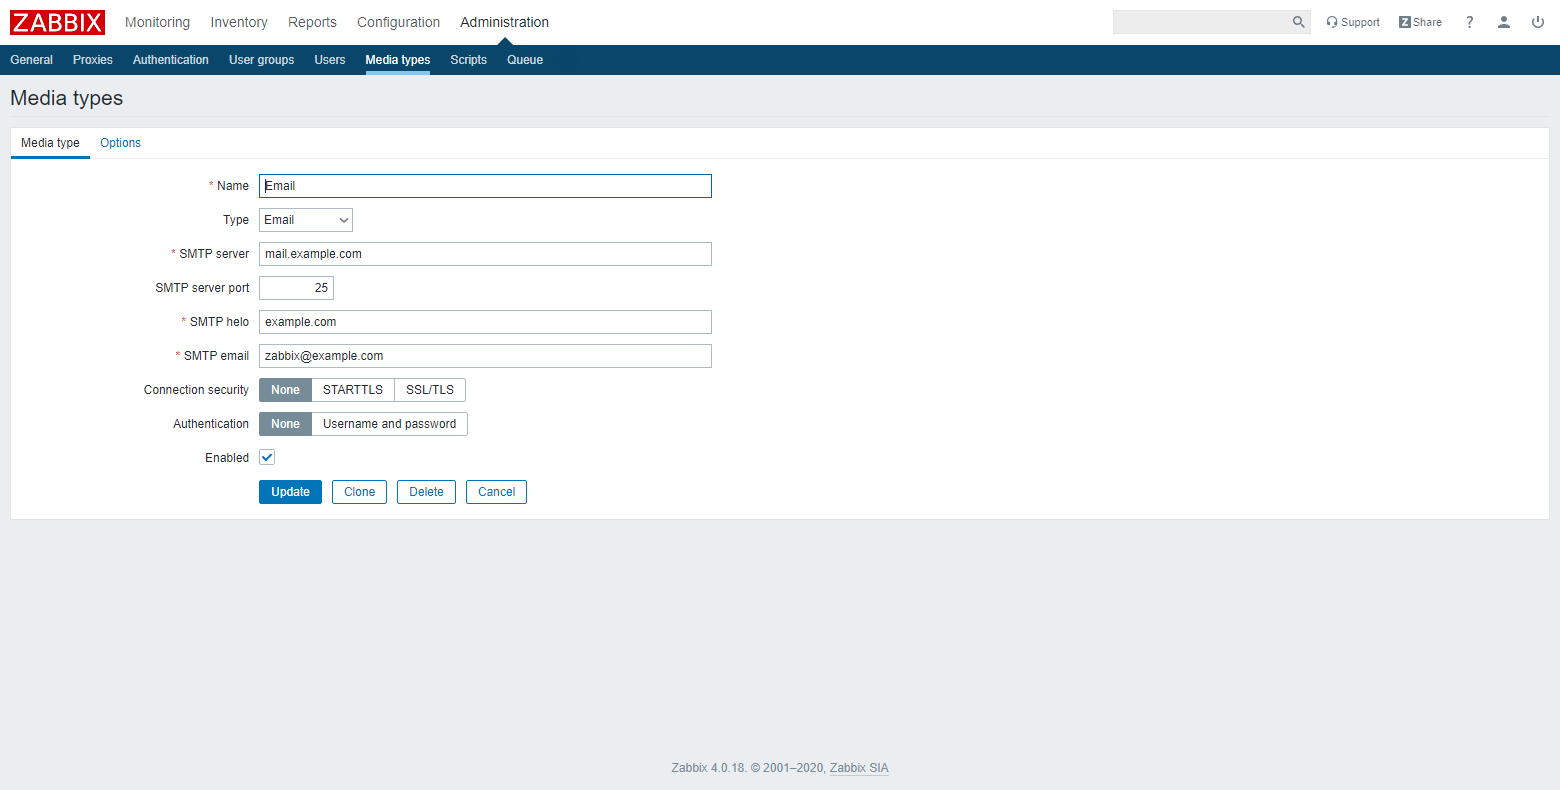 ZABBIX Monitoring Inventory Reports Configuration Administration Support Z Share ?
General Proxies Authentication User groups Users Media types Scripts Queue
Media types
Media type Options
* Name Email
Type Email
* SMTP server mail.example.com
SMTP server port 25
* SMTP helo example.com
* SMTP email zabbix@example.com
Connection security None STARTTLS SSL/TLS
Authentication None Username and password
Enabled
Update Clone Delete Cancel
Zabbix 4.0.18. © 2001–2020, Zabbix SIA